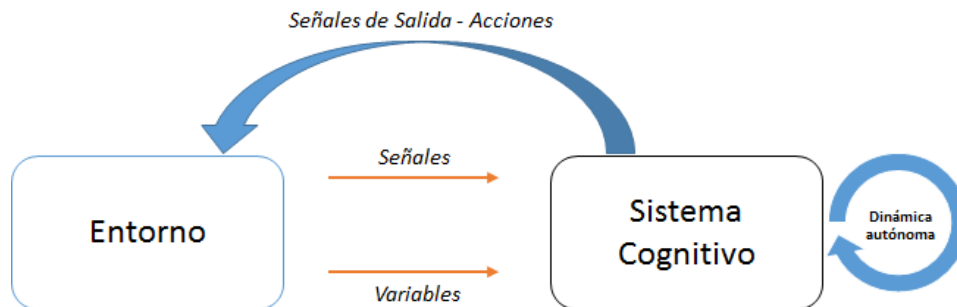 Señales de Salida - Acciones
Señales
Entorno
Sistema
Cognitivo
Dinámica
autónoma
Variables